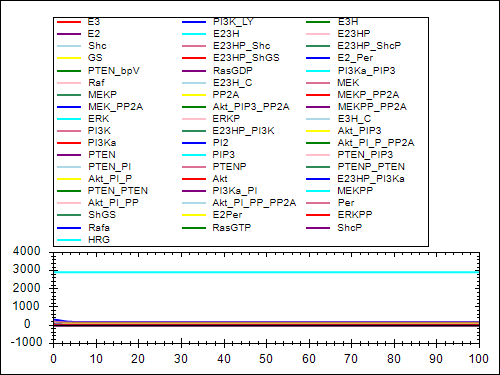 E3 PI3K_LY E3H
E2 E23H E23HP
Shc E23HP_Shc E23HP_ShcP
GS E23HP_ShGS E2_Per
PTEN_bpV RasGDP PI3Ka_PIP3
Raf E23H_C MEK
MEKP PP2A MEKP_PP2A
MEK_PP2A Akt_PIP3_PP2A MEKPP_PP2A
ERK ERKP E3H_C
PI3K E23HP_PI3K Akt_PIP3
PI3Ka PI2 Akt_PI_P_PP2A
PTEN PIP3 PTEN_PIP3
PTEN_PI PTENP PTENP_PTEN
Akt_PI_P Akt E23HP_PI3Ka
PTEN_PTEN PI3Ka_PI MEKPP
Akt_PI_PP Akt_PI_PP_PP2A Per
ShGS E2Per ERKPP
Rafa RasGTP ShcP
HRG
4000
3000
2000
1000
0
-1000
0 10 20 30 40 50 60 70 80 90 100